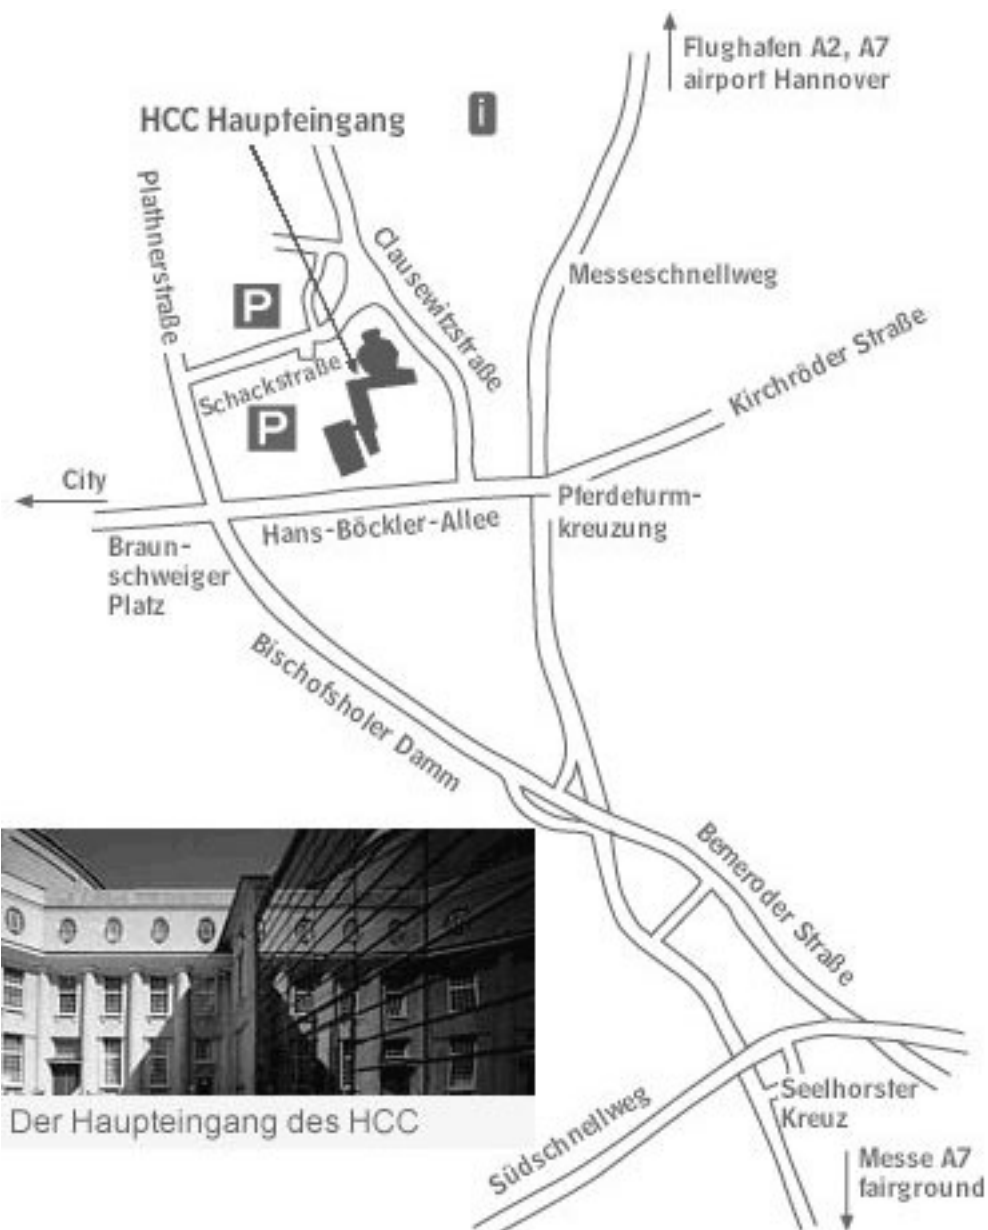 Flughafen A2, A7
airport Hannover
HCC Haupteingang
i
Plathnerstraße
Clausewitzstraße
Messeschnellweg
P
Schackstraße
Kirchröder Straße
P
City
Hans-Böckler-Allee
Pferdeturm-
kreuzung
Braun-
schweiger
Platz
Bischofsholer Damm
Bemeroder Straße
Der Haupteingang des HCC
Südschnellweg
Seelhorster
Kreuz
Messe A7
fairground